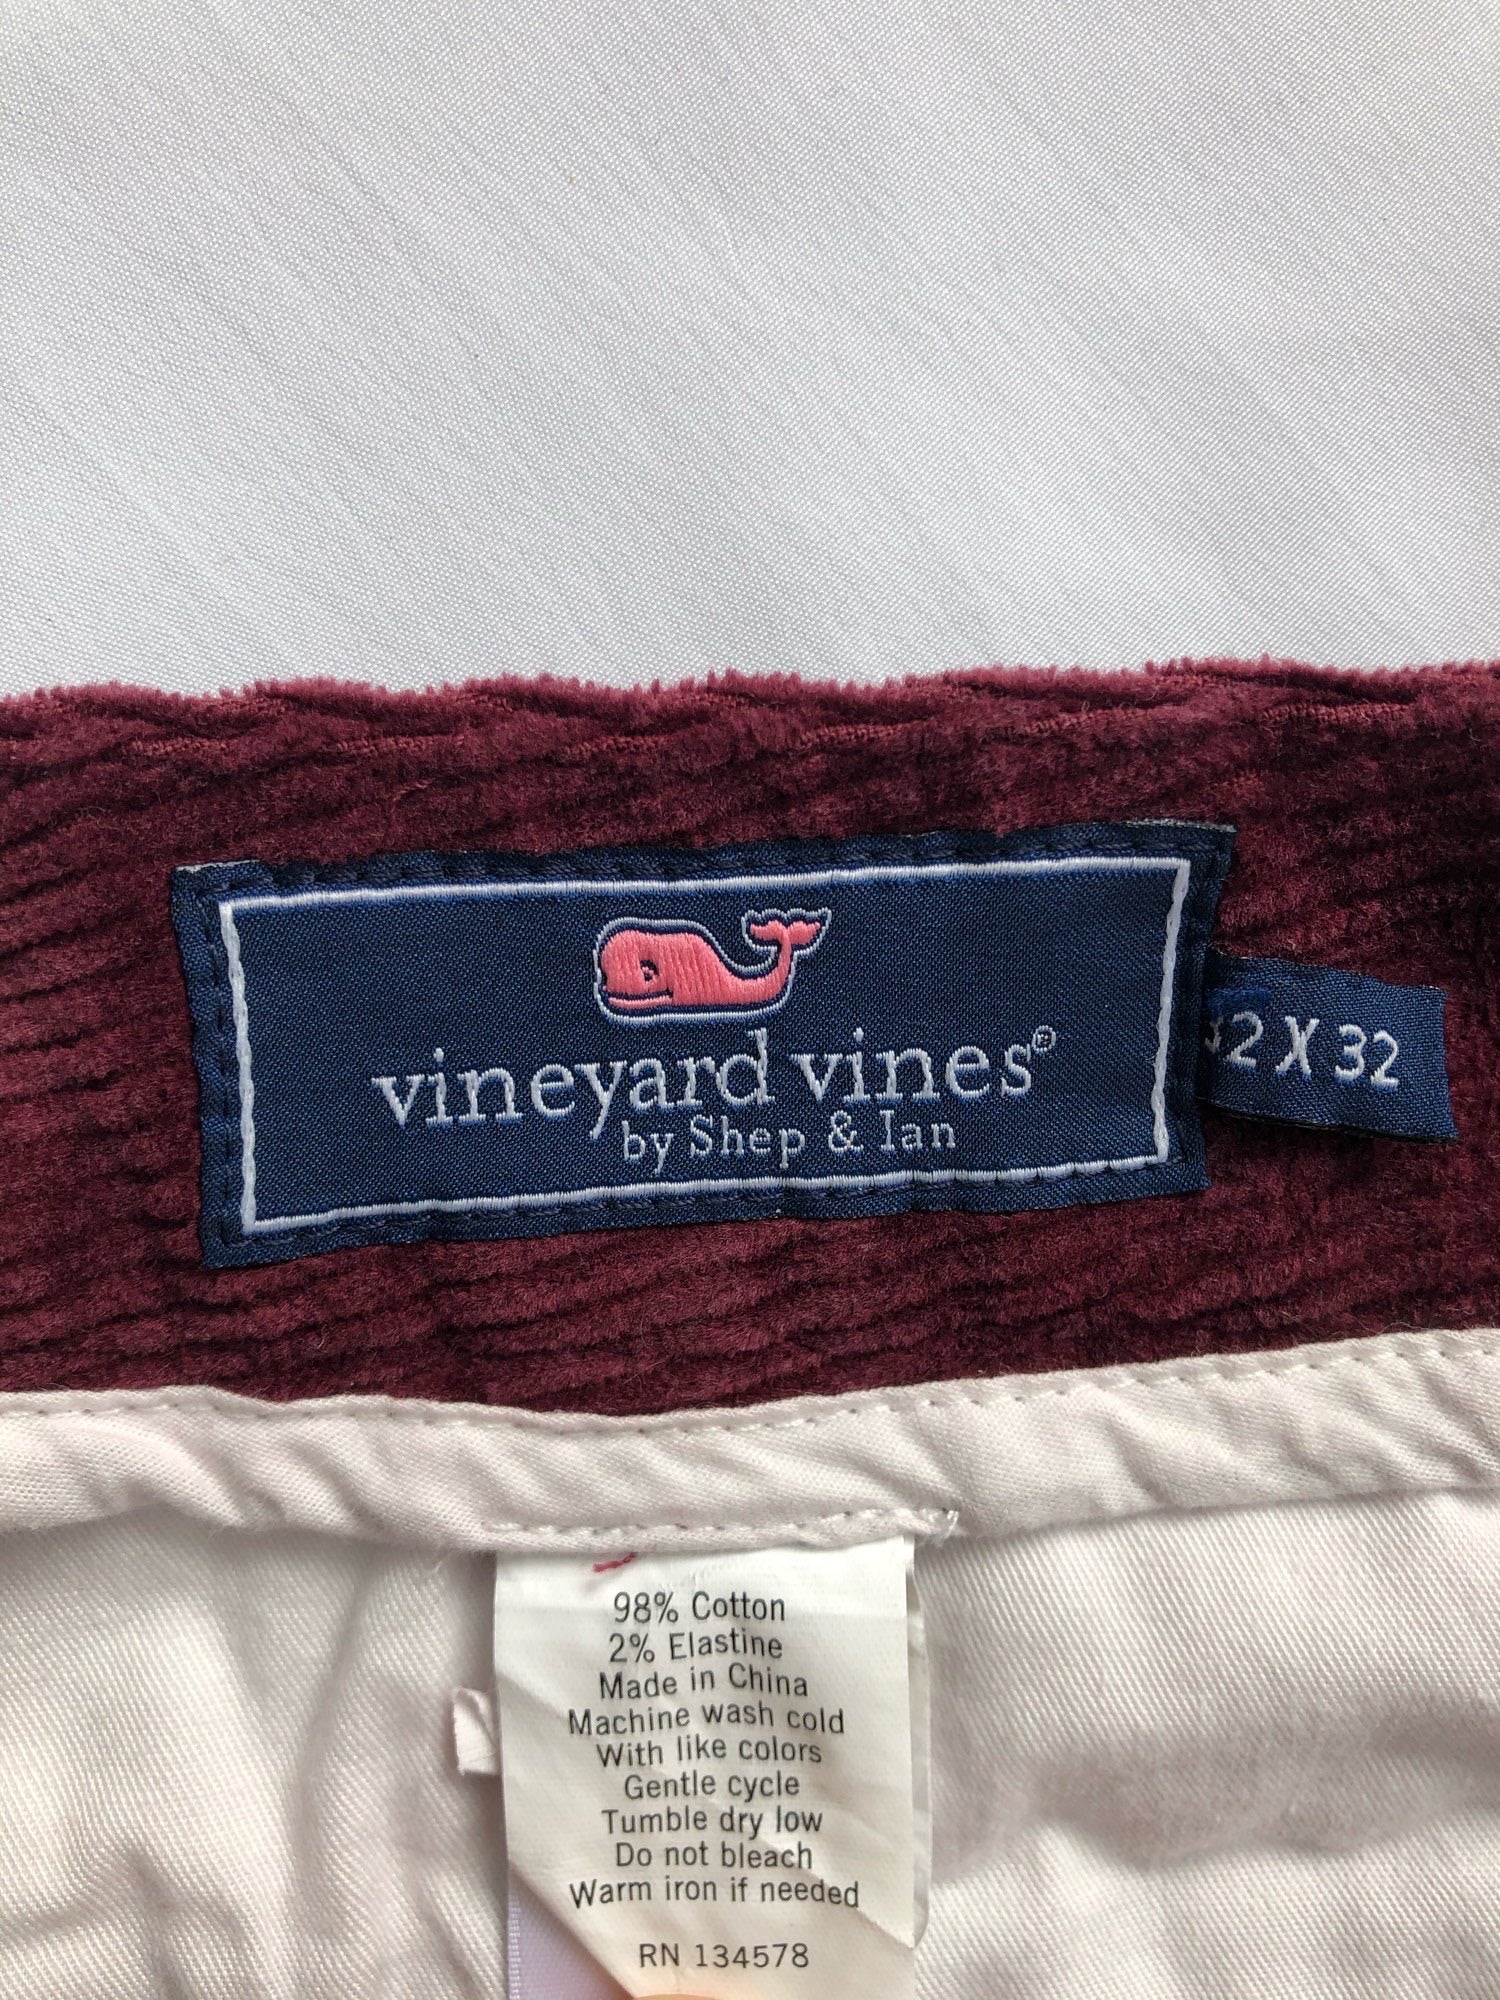 vineyard vines®
by Shep & Ian
32 X 32
98% Cotton
2% Elastine
Made in China
Machine wash cold
With like colors
Gentle cycle
Tumble dry low
Do not bleach
Warm iron if needed
RN 134578